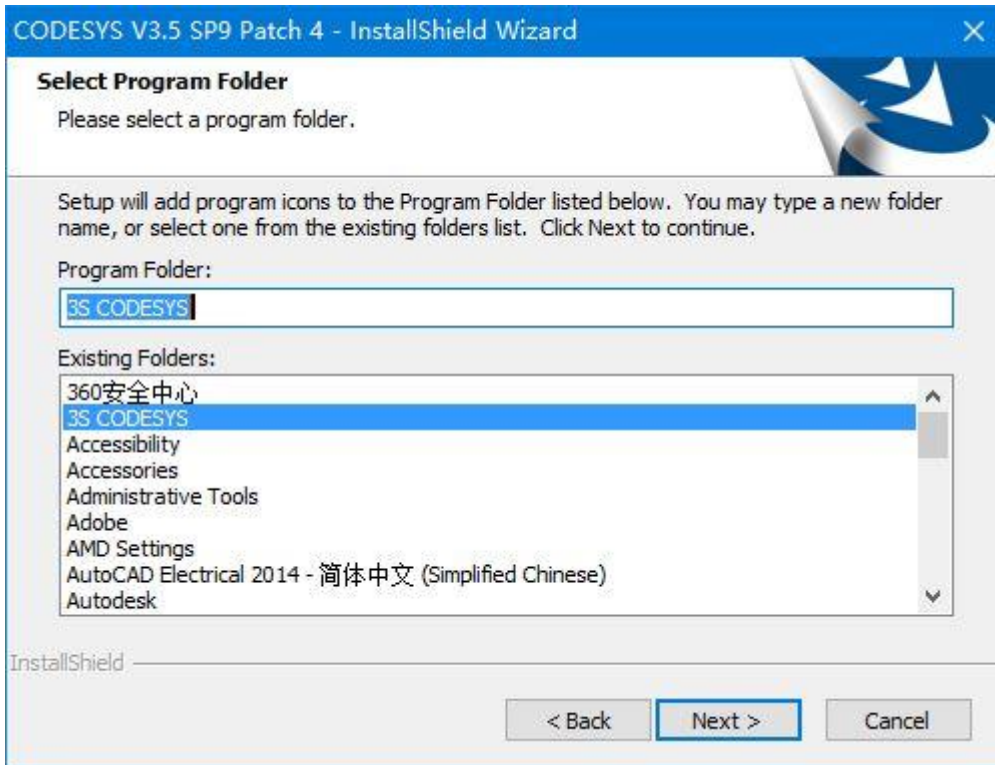 CODESYS V3.5 SP9 Patch 4 - InstallShield Wizard
Select Program Folder
Please select a program folder.
Setup will add program icons to the Program Folder listed below. You may type a new folder
name, or select one from the existing folders list. Click Next to continue.
Program Folder:
3S CODESYS
Existing Folders:
360安全中心
3S CODESYS
Accessibility
Accessories
Administrative Tools
Adobe
AMD Settings
AutoCAD Electrical 2014 - 简体中文 (Simplified Chinese)
Autodesk
InstallShield
< Back
Next >
Cancel